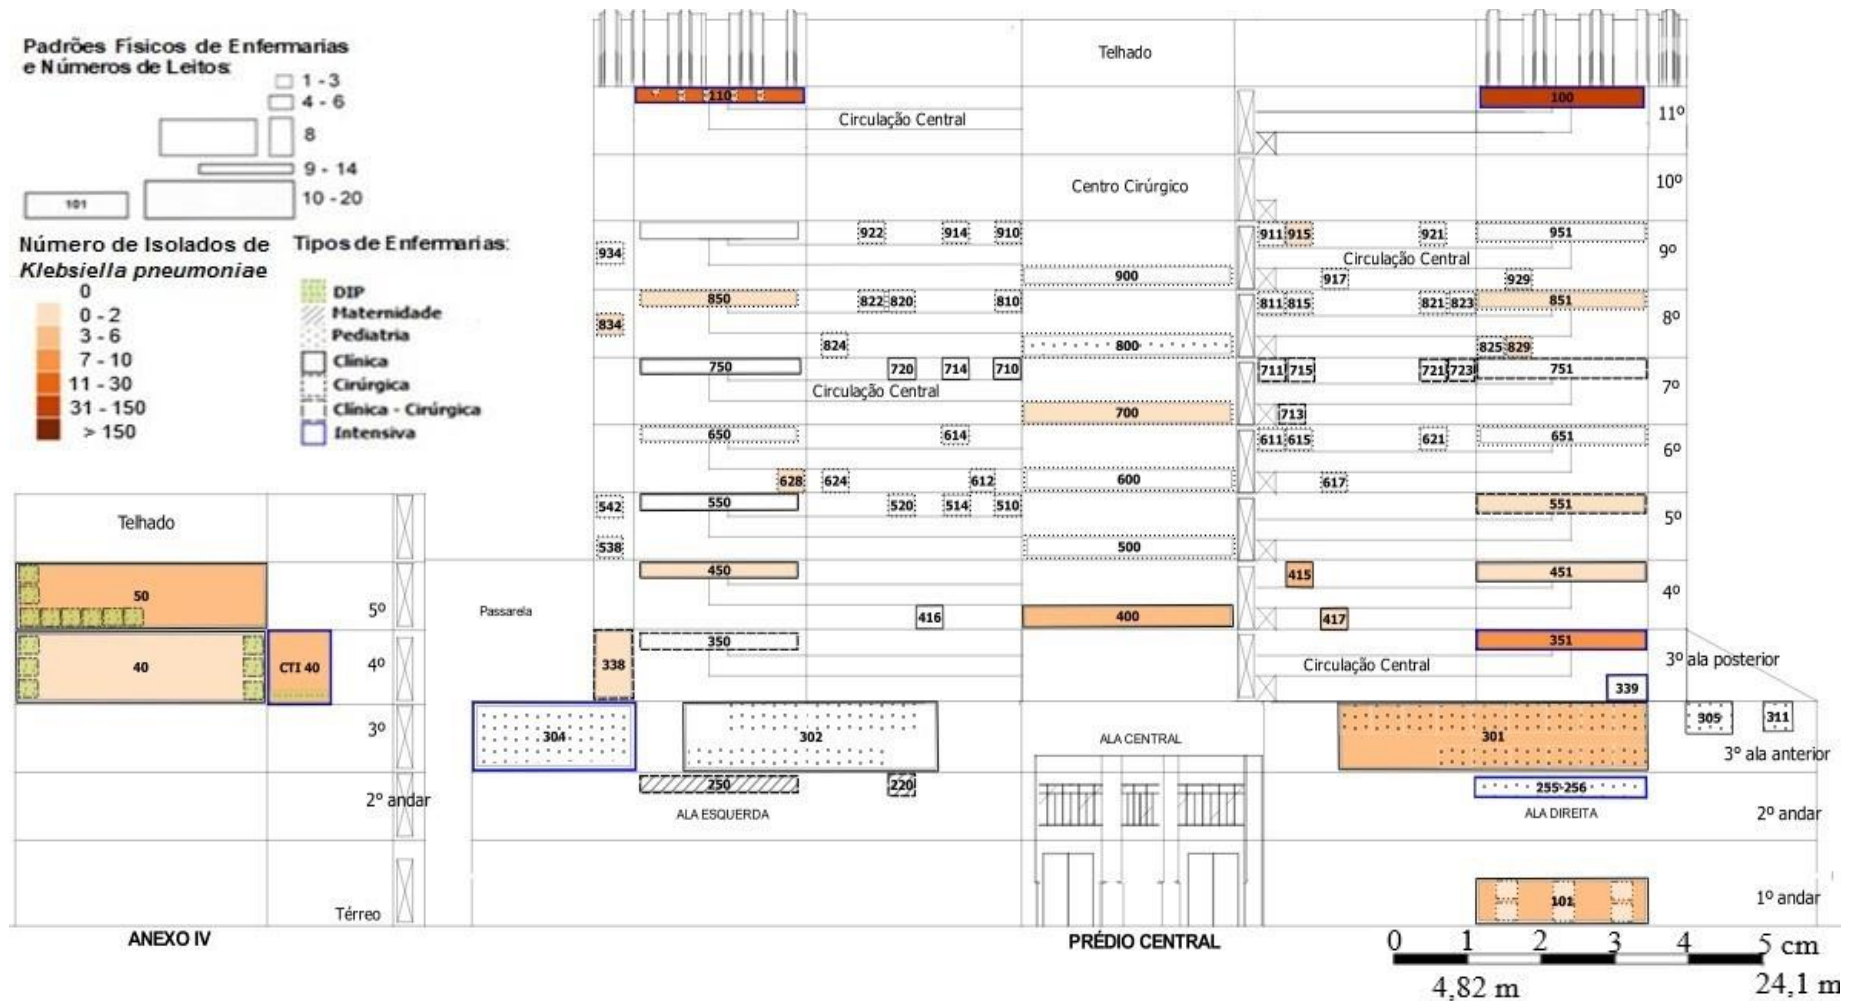 Padrões Físicos de Enfermarias
e Números de Leitos:
1 - 3
4 - 6
8
9 - 14
10 - 20
101
Número de Isolados de
Klebsiella pneumoniae
0
0 - 2
3 - 6
7 - 10
11 - 30
31 - 150
> 150
Tipos de Enfermarias:
DIP
Maternidade
Pediatria
Clínica
Cirúrgica
Clínica - Cirúrgica
Intensiva
Telhado
110 100
Circulação Central 11º
Centro Cirúrgico 10º
922 914 910 911 915 921 951
934 Circulação Central 9º
900 917 929
850 822 820 810 811 815 821 823 851
834 8º
824 800 825 829
750 720 714 710 711 715 721 723 751
Circulação Central 7º
700 713
650 614 611 615 621 651
6º
628 624 612 600 617
542 550 520 514 510 551
5º
538 500
450 415 451
4º
416 400 417
350 351
338 Circulação Central 3º ala posterior
339
304 302 ALA CENTRAL 301 305 311
3º ala anterior
250 220 255-256
ALA ESQUERDA ALA DIREITA 2º andar
101 1º andar
PRÉDIO CENTRAL
Telhado
50 5º Passarela
40 CTI 40 4º
3º
2º andar
Térreo
ANEXO IV
0 1 2 3 4 5 cm
4,82 m 24,1 m